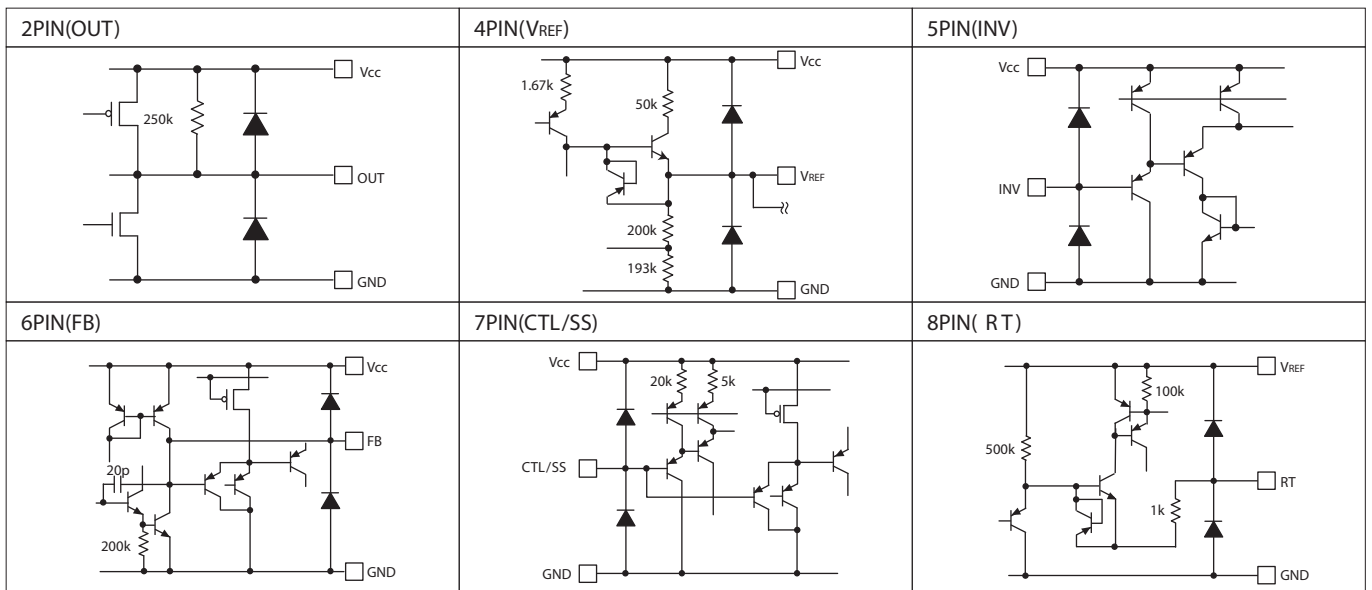 2PIN(OUT)
Vcc
250k
OUT
GND
4PIN(VREF)
Vcc
1.67k
50k
VREF
200k
193k
GND
5PIN(INV)
Vcc
INV
GND
6PIN(FB)
Vcc
FB
20p
200k
GND
7PIN(CTL/SS)
Vcc
20k
5k
CTL/SS
GND
8PIN( RT)
VREF
100k
500k
RT
1k
GND